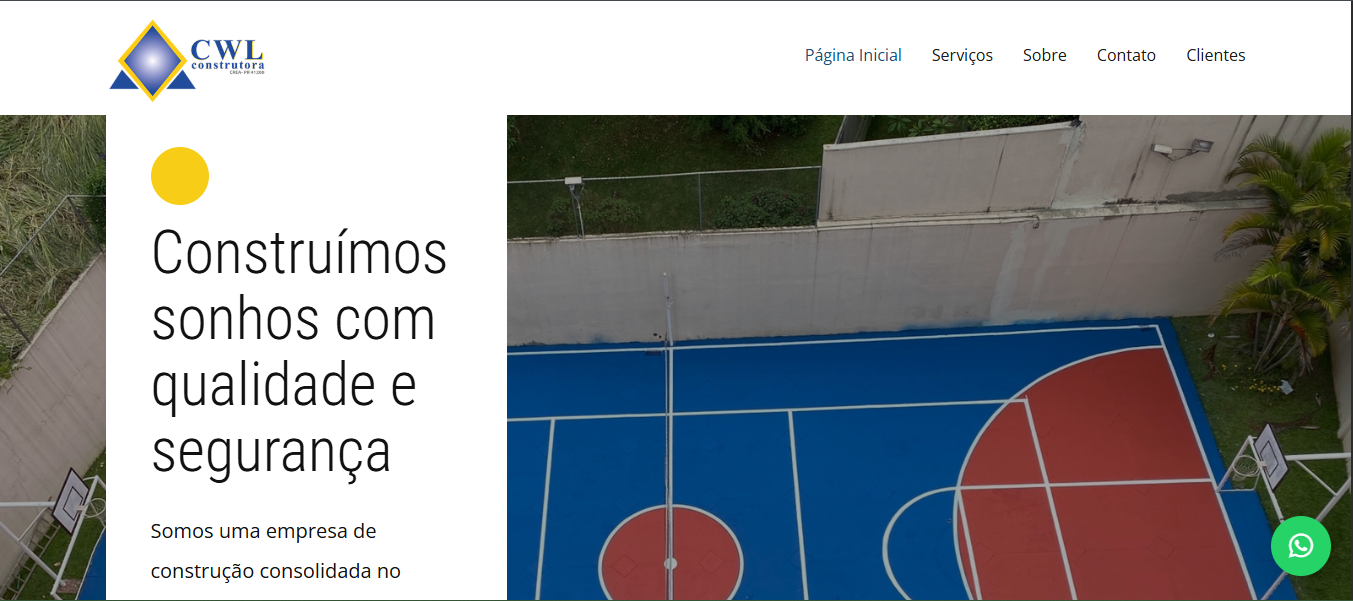 CWL
construtora
CREA- PR 41268
Página Inicial Serviços Sobre Contato Clientes
Construímos
sonhos com
qualidade e
segurança
Somos uma empresa de
construção consolidada no